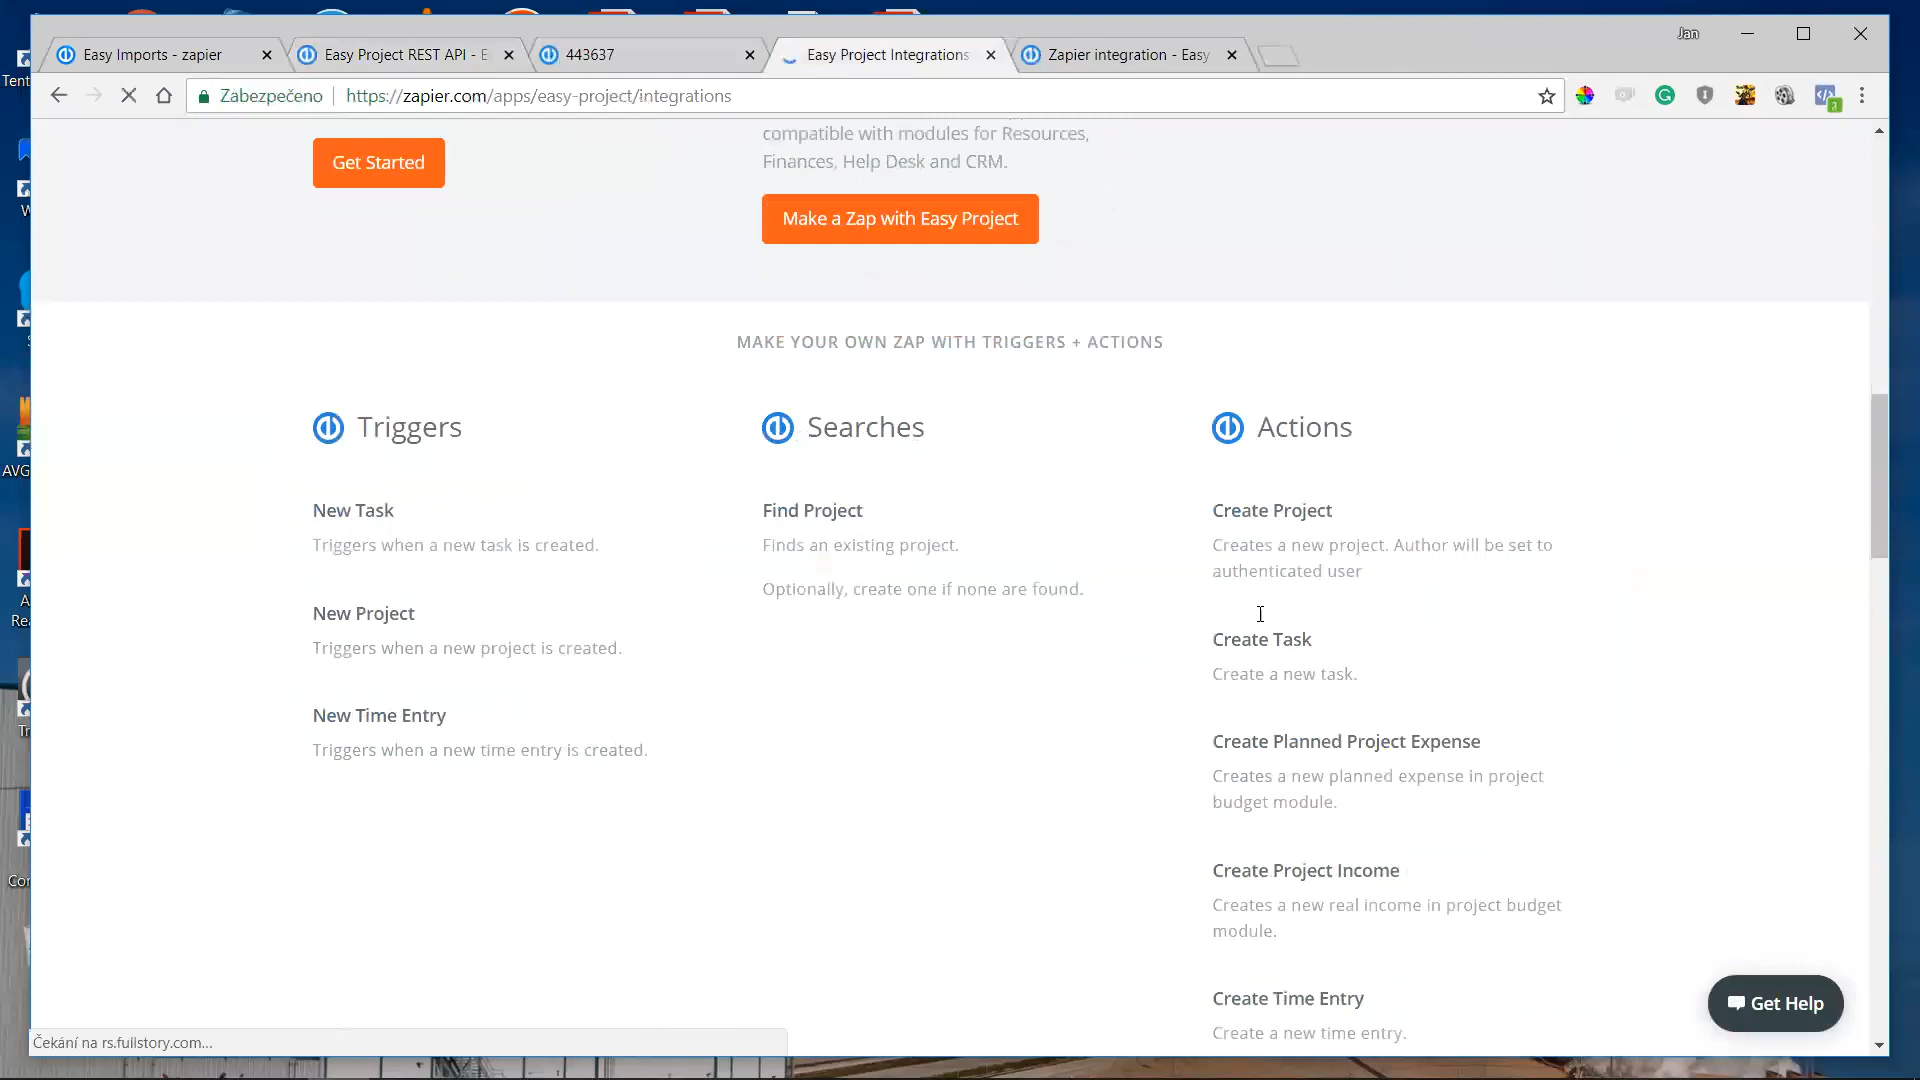 Jan
Easy Imports - zapier
Easy Project REST API - E
443637
Easy Project Integrations
Zapier integration - Easy
Zabezpečeno
https://zapier.com/apps/easy-project/integrations
Tent
AVG
Rea
Cor
compatible with modules for Resources,
Finances, Help Desk and CRM.
Get Started
Make a Zap with Easy Project
MAKE YOUR OWN ZAP WITH TRIGGERS + ACTIONS
Triggers
New Task
Triggers when a new task is created.
New Project
Triggers when a new project is created.
New Time Entry
Triggers when a new time entry is created.
Searches
Find Project
Finds an existing project.
Optionally, create one if none are found.
Actions
Create Project
Creates a new project. Author will be set to
authenticated user
Create Task
Create a new task.
Create Planned Project Expense
Creates a new planned expense in project
budget module.
Create Project Income
Creates a new real income in project budget
module.
Create Time Entry
Create a new time entry.
Get Help
Čekání na rs.fullstory.com...